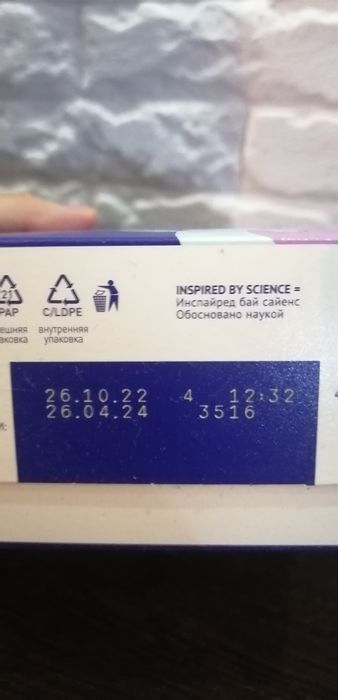 INSPIRED BY SCIENCE =
Инспайред бай сайенс
Обосновано наукой
21
PAP
C/LDPE
внутренняя
упаковка
26.10.22 4 12:32
26.04.24 3516